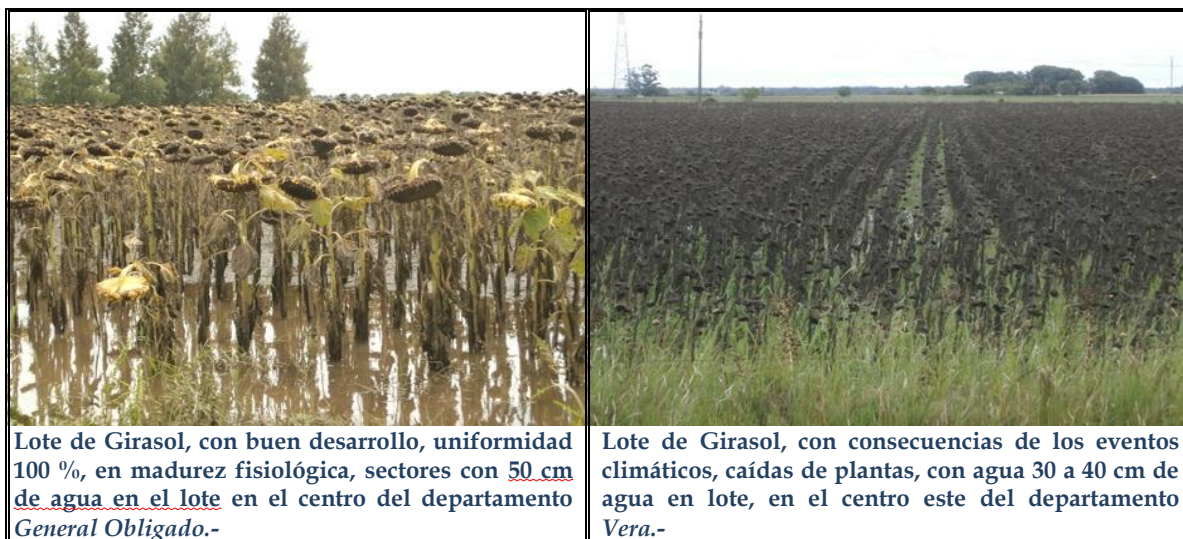 Lote de Girasol, con buen desarrollo, uniformidad
100 %, en madurez fisiológica, sectores con 50 cm
de agua en el lote en el centro del departamento
General Obligado.-
Lote de Girasol, con consecuencias de los eventos
climáticos, caídas de plantas, con agua 30 a 40 cm de
agua en lote, en el centro este del departamento
Vera.-